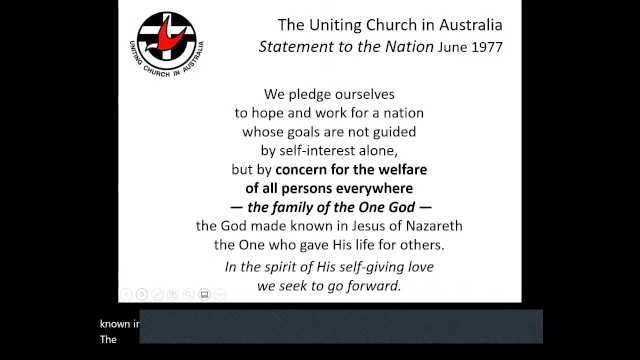 The Uniting Church in Australia
Statement to the Nation June 1977
UNITING CHURCH IN AUSTRALIA
We pledge ourselves
to hope and work for a nation
whose goals are not guided
by self-interest alone,
but by concern for the welfare
of all persons everywhere
— the family of the One God —
the God made known in Jesus of Nazareth
the One who gave His life for others.
In the spirit of His self-giving love
we seek to go forward.
known in
The